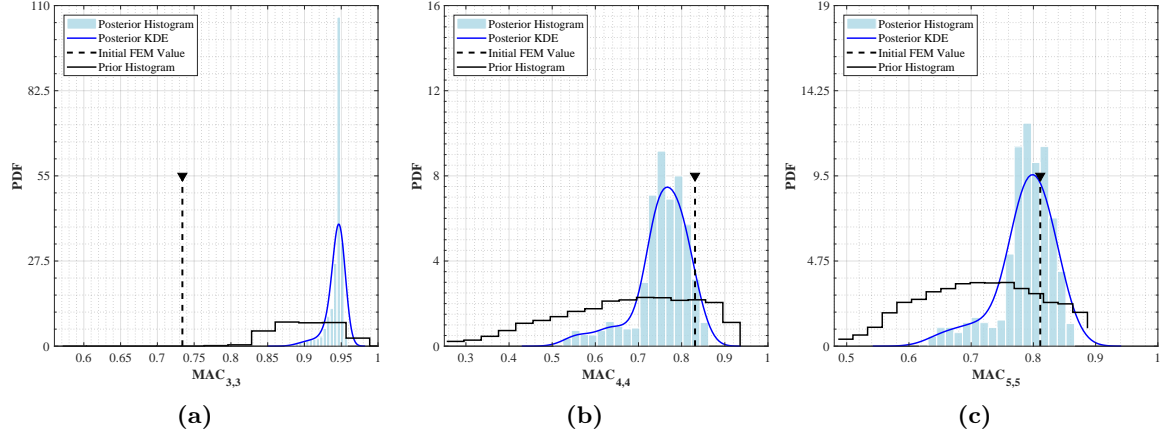 110
82.5
55
27.5
0
PDF
0.6
0.65
0.7
0.75
0.8
0.85
0.9
0.95
1
MAC3,3
Posterior Histogram
Posterior KDE
Initial FEM Value
Prior Histogram
(a)
16
12
8
4
0
PDF
0.3
0.4
0.5
0.6
0.7
0.8
0.9
1
MAC4,4
Posterior Histogram
Posterior KDE
Initial FEM Value
Prior Histogram
(b)
19
14.25
9.5
4.75
0
PDF
0.5
0.6
0.7
0.8
0.9
1
MAC5,5
Posterior Histogram
Posterior KDE
Initial FEM Value
Prior Histogram
(c)